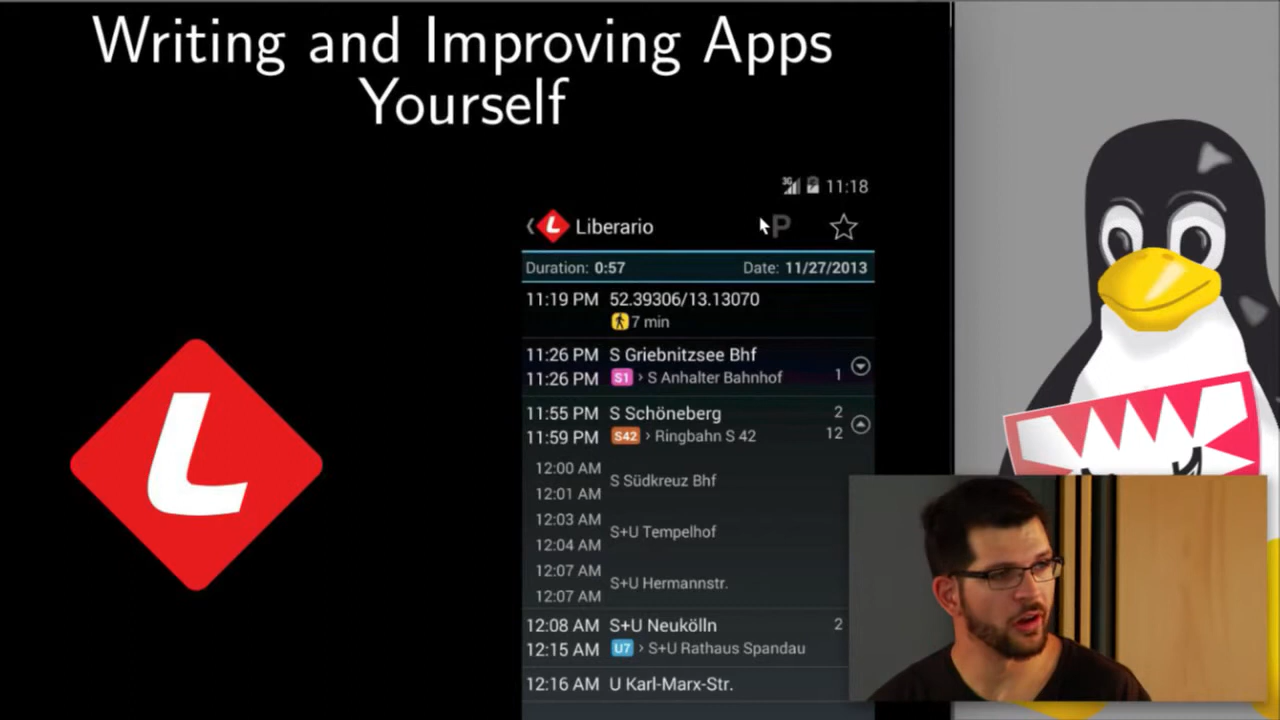 Writing and Improving Apps
Yourself
3G 11:18
L Liberario P
Duration: 0:57 Date: 11/27/2013
11:19 PM 52.39306/13.13070
7 min
11:26 PM S Griebnitzsee Bhf
11:26 PM S1 › S Anhalter Bahnhof 1
11:55 PM S Schöneberg 2
11:59 PM S42 › Ringbahn S 42 12
12:00 AM
S Südkreuz Bhf
12:01 AM
12:03 AM
S+U Tempelhof
12:04 AM
12:07 AM
S+U Hermannstr.
12:07 AM
12:08 AM S+U Neukölln 2
12:15 AM U7 › S+U Rathaus Spandau
12:16 AM U Karl-Marx-Str.
L